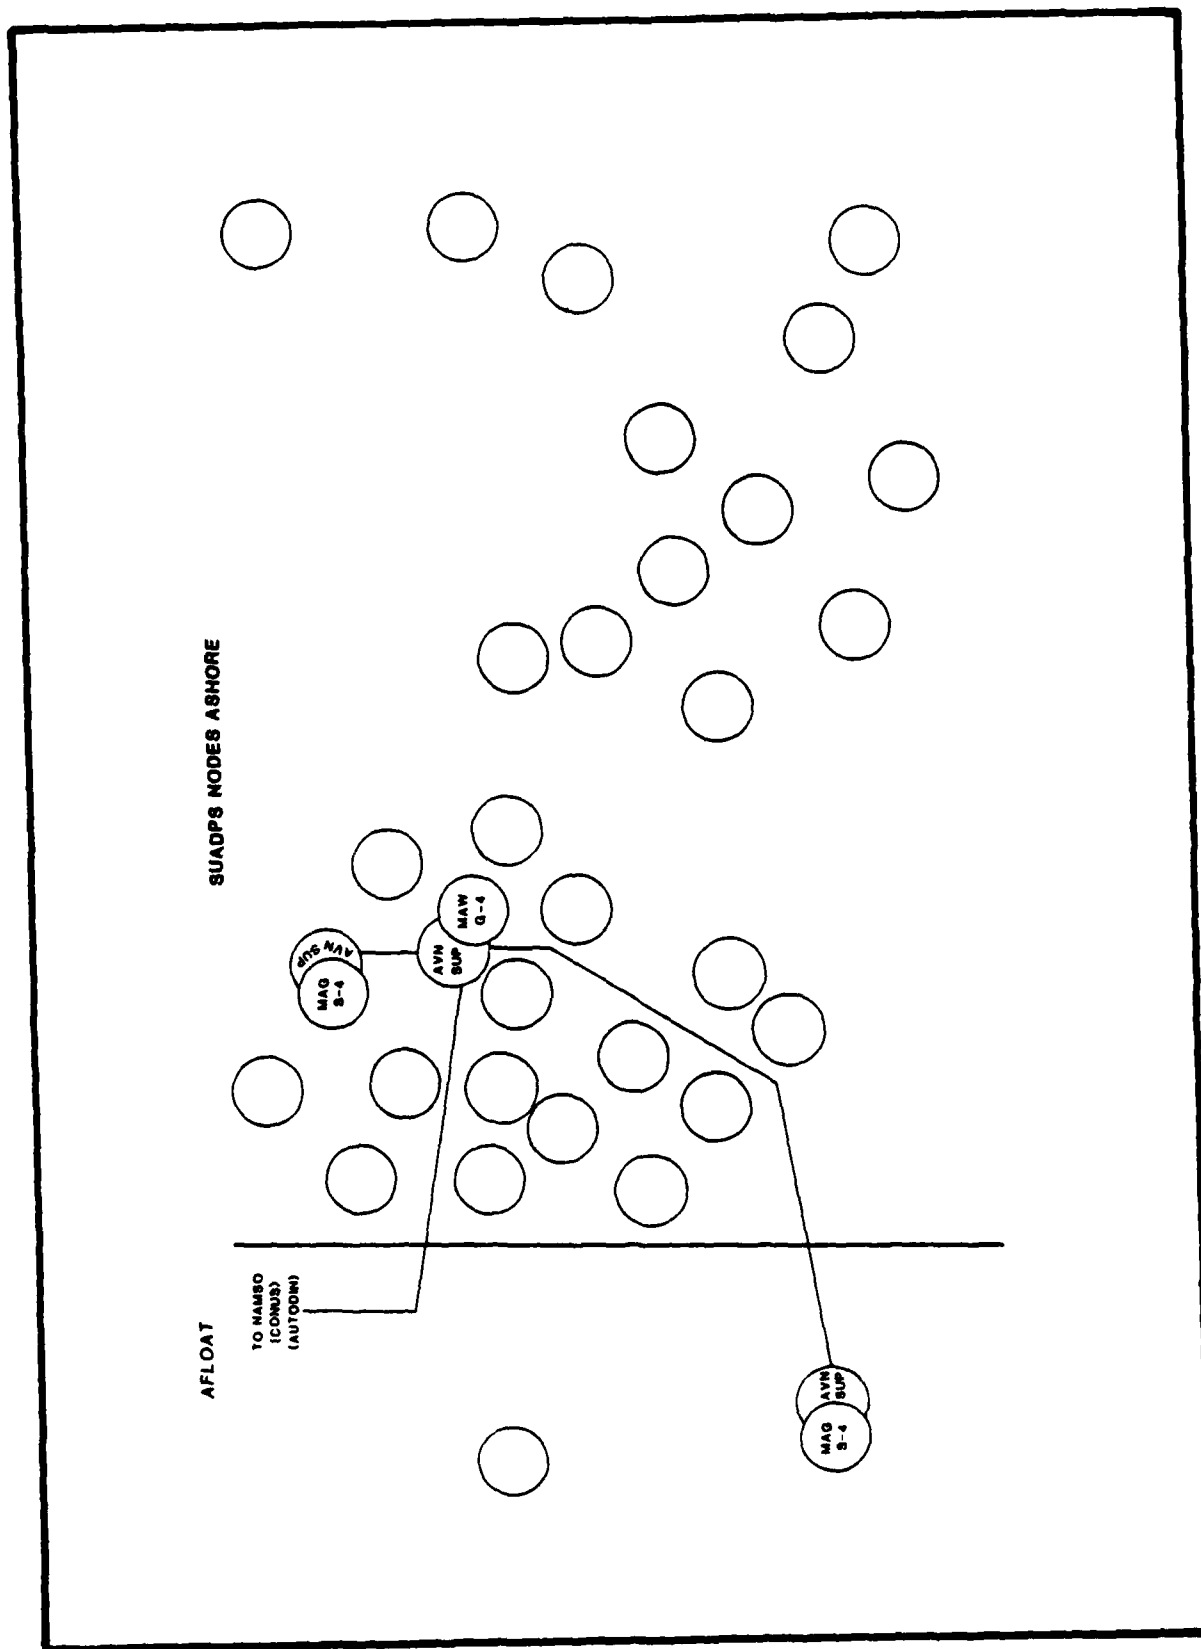 AFLOAT
SUADPS NODES ASHORE
TO NAMSO
(CONUS)
(AUTODIN)
MAG
S-4
AVN SUP
AVN
SUP
MAW
G-4
MAG
S-4
AVN
SUP